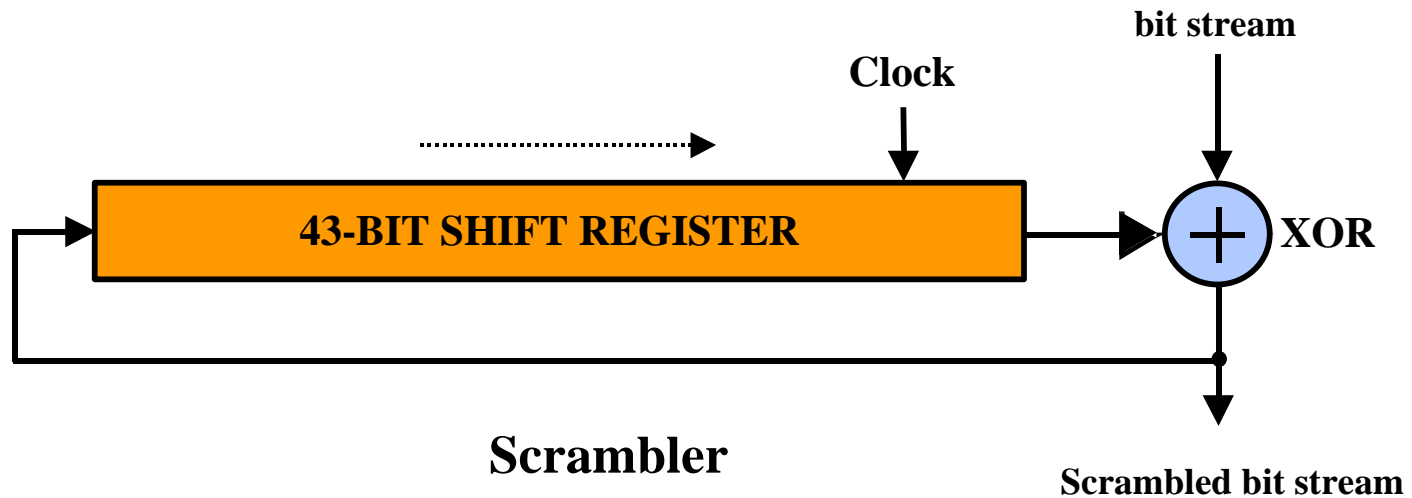 bit stream
Clock
43-BIT SHIFT REGISTER
XOR
Scrambler
Scrambled bit stream